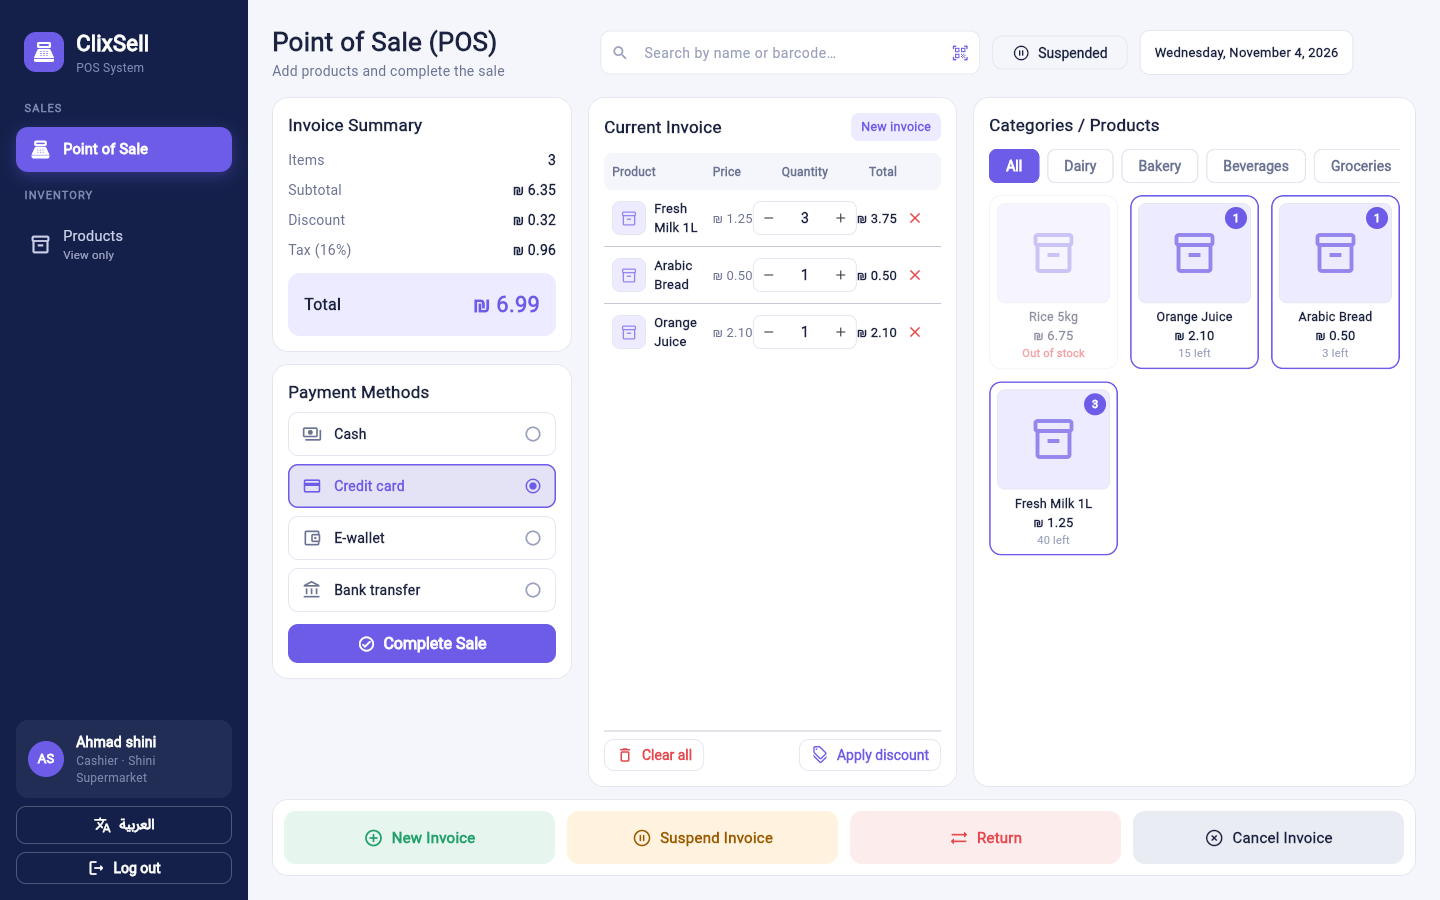 ClixSell
POS System
SALES
Point of Sale
INVENTORY
Products
View only
Ahmad shini
AS
Cashier · Shini
Supermarket
العربية
Log out
Point of Sale (POS)
Add products and complete the sale
Search by name or barcode...
Suspended
Wednesday, November 4, 2026
Invoice Summary
Items 3
Subtotal ₪ 6.35
Discount ₪ 0.32
Tax (16%) ₪ 0.96
Total ₪ 6.99
Payment Methods
Cash
Credit card
E-wallet
Bank transfer
Complete Sale
Current Invoice
New invoice
Product Price Quantity Total
Fresh
Milk 1L
₪ 1.25 − 3 + ₪ 3.75
Arabic
Bread
₪ 0.50 − 1 + ₪ 0.50
Orange
Juice
₪ 2.10 − 1 + ₪ 2.10
Clear all
Apply discount
Categories / Products
All Dairy Bakery Beverages Groceries
Rice 5kg
₪ 6.75
Out of stock
1
Orange Juice
₪ 2.10
15 left
1
Arabic Bread
₪ 0.50
3 left
3
Fresh Milk 1L
₪ 1.25
40 left
New Invoice
Suspend Invoice
Return
Cancel Invoice